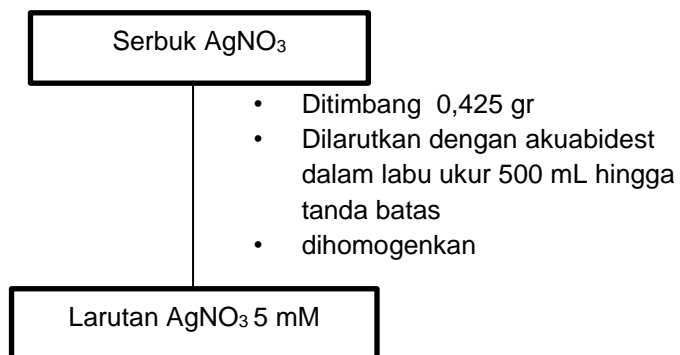 Serbuk AgNO₃
• Ditimbang 0,425 gr
• Dilarutkan dengan akuabidest
dalam labu ukur 500 mL hingga
tanda batas
• dihomogenkan
Larutan AgNO₃ 5 mM